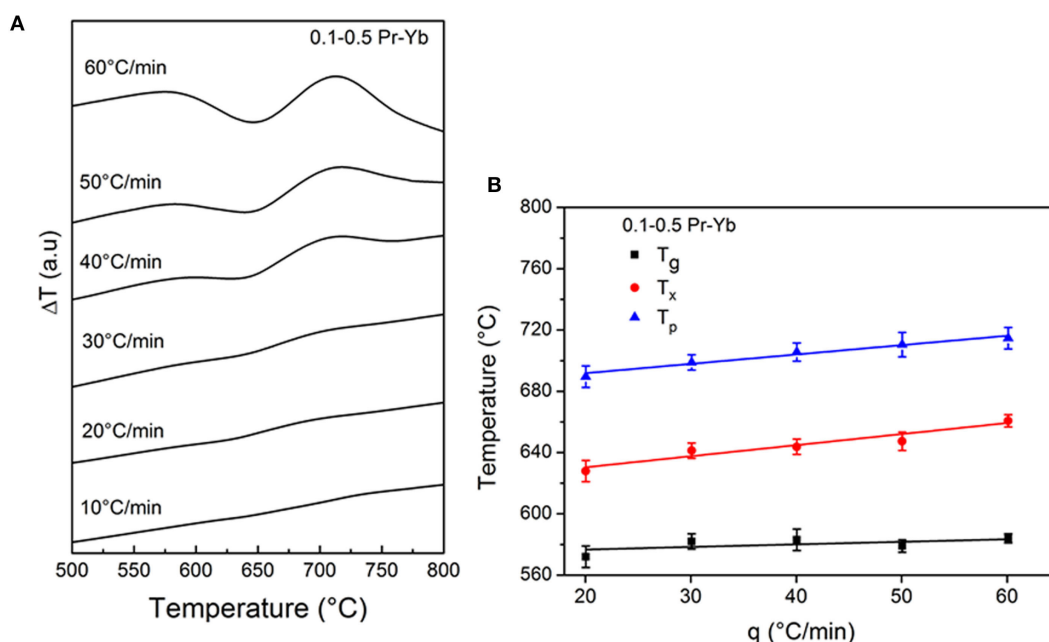 A
0.1-0.5 Pr-Yb
60°C/min
50°C/min
40°C/min
30°C/min
20°C/min
10°C/min
ΔT (a.u)
500 550 600 650 700 750 800
Temperature (°C)
B
0.1-0.5 Pr-Yb
Tg
Tx
Tp
800
760
720
680
640
600
560
Temperature (°C)
20 30 40 50 60
q (°C/min)